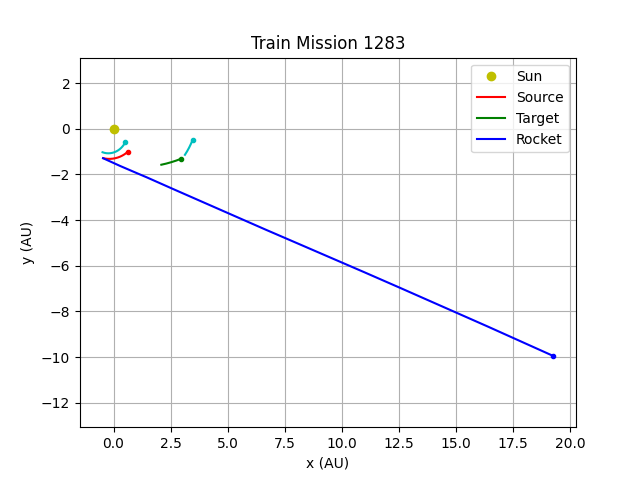 Train Mission 1283
Sun
Source
Target
Rocket
2
0
−2
−4
−6
−8
−10
−12
y (AU)
0.0 2.5 5.0 7.5 10.0 12.5 15.0 17.5 20.0
x (AU)